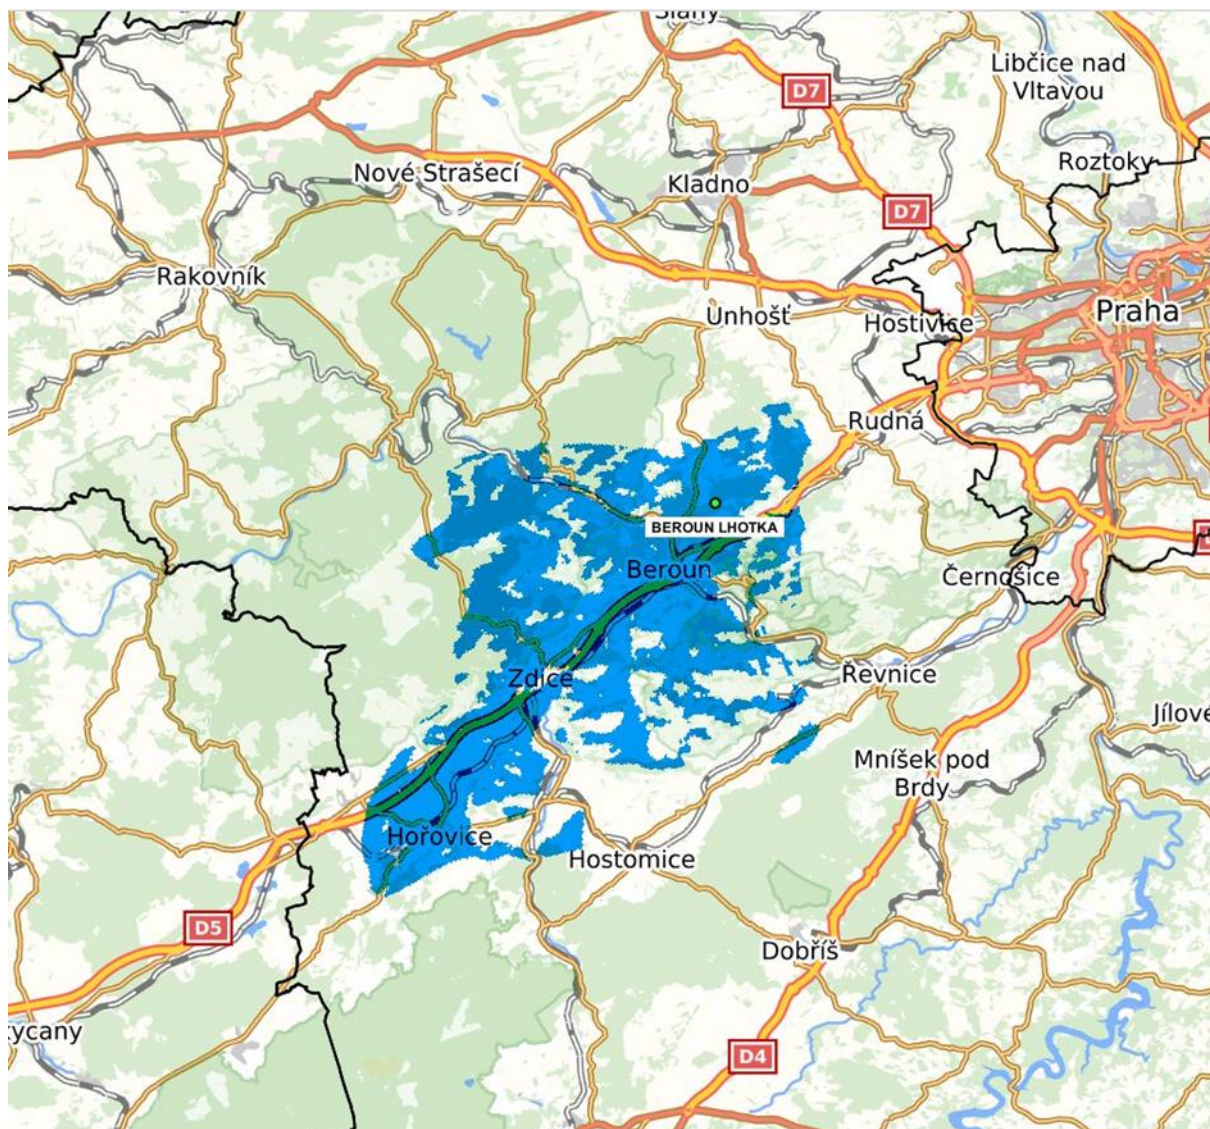 Slaný
Libčice nad
Vltavou
D7
Roztoky
Nové Strašecí
Kladno
D7
Rakovník
Unhošť
Hostivice
Praha
Rudná
BEROUN LHOTKA
Beroun
Černošice
Zdice
Řevnice
Jílové
Mníšek pod
Brdy
Hořovice
Hostomice
D5
Dobříš
ycany
D4